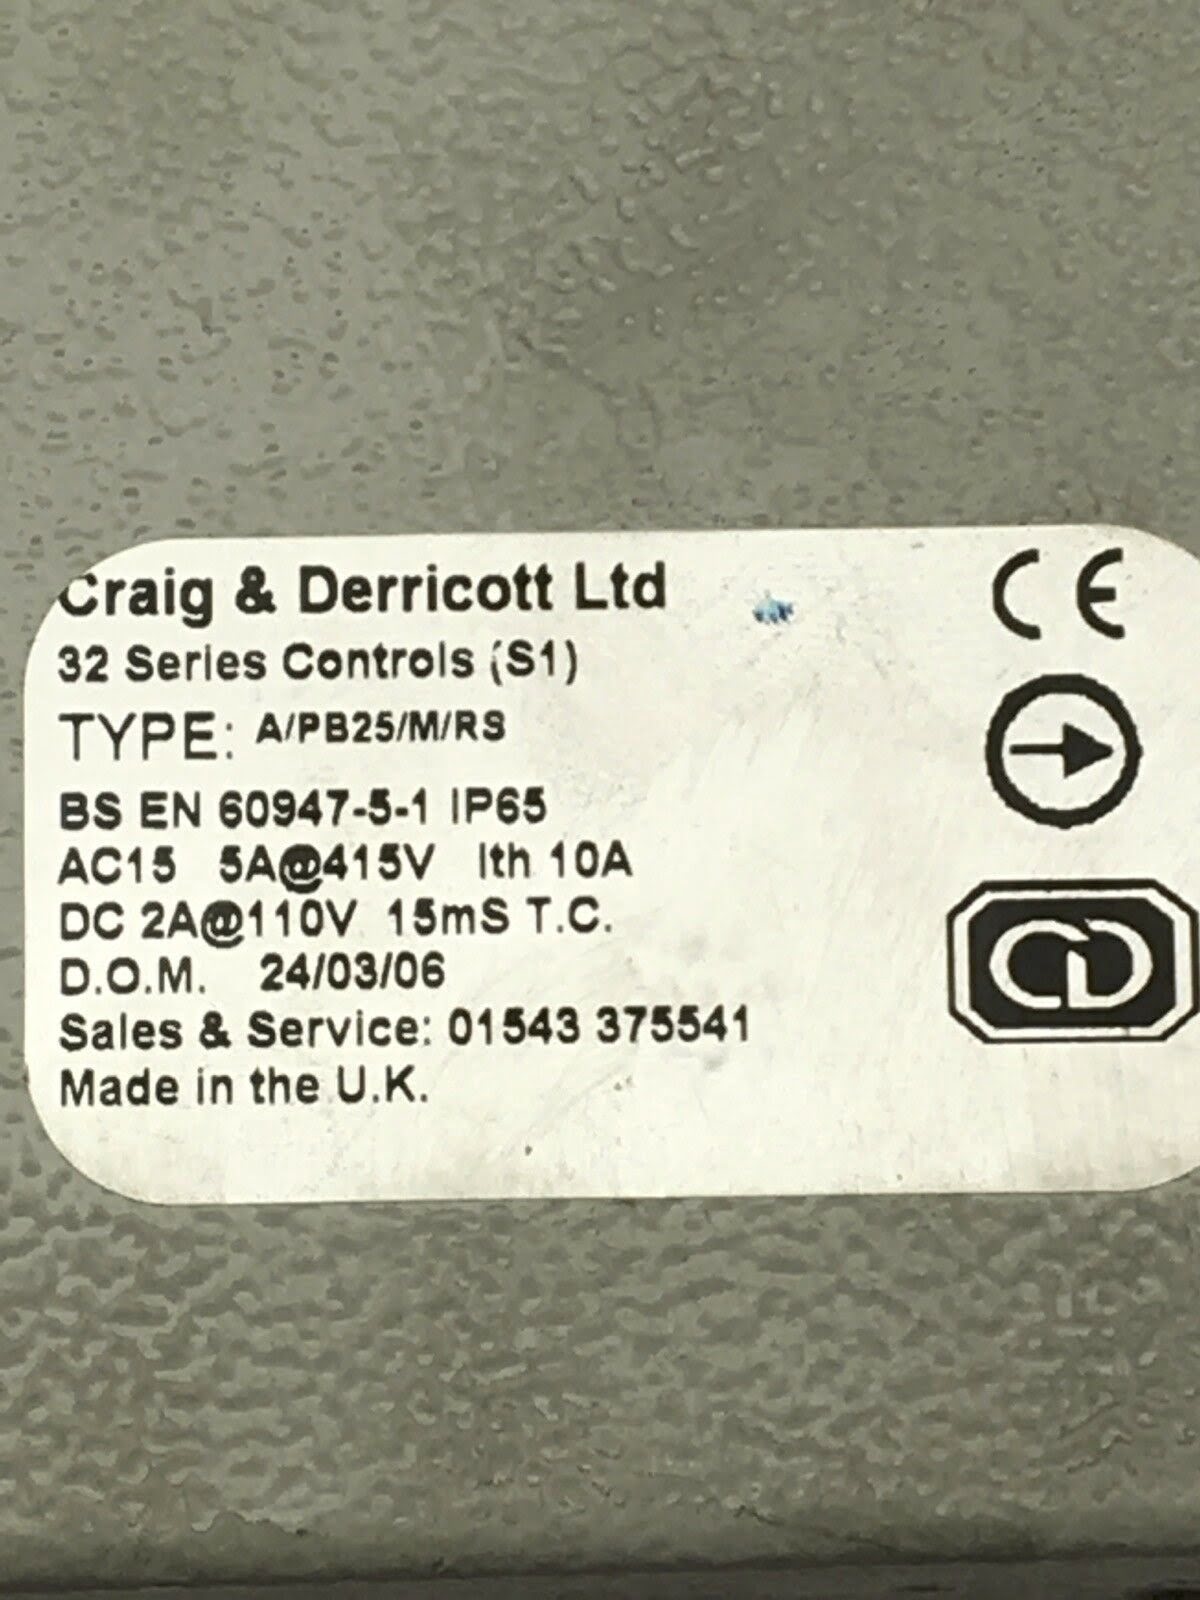 Craig & Derricott Ltd
32 Series Controls (S1)
TYPE: A/PB25/M/RS
BS EN 60947-5-1 IP65
AC15 5A@415V Ith 10A
DC 2A@110V 15mS T.C.
D.O.M. 24/03/06
Sales & Service: 01543 375541
Made in the U.K.
CE
CD